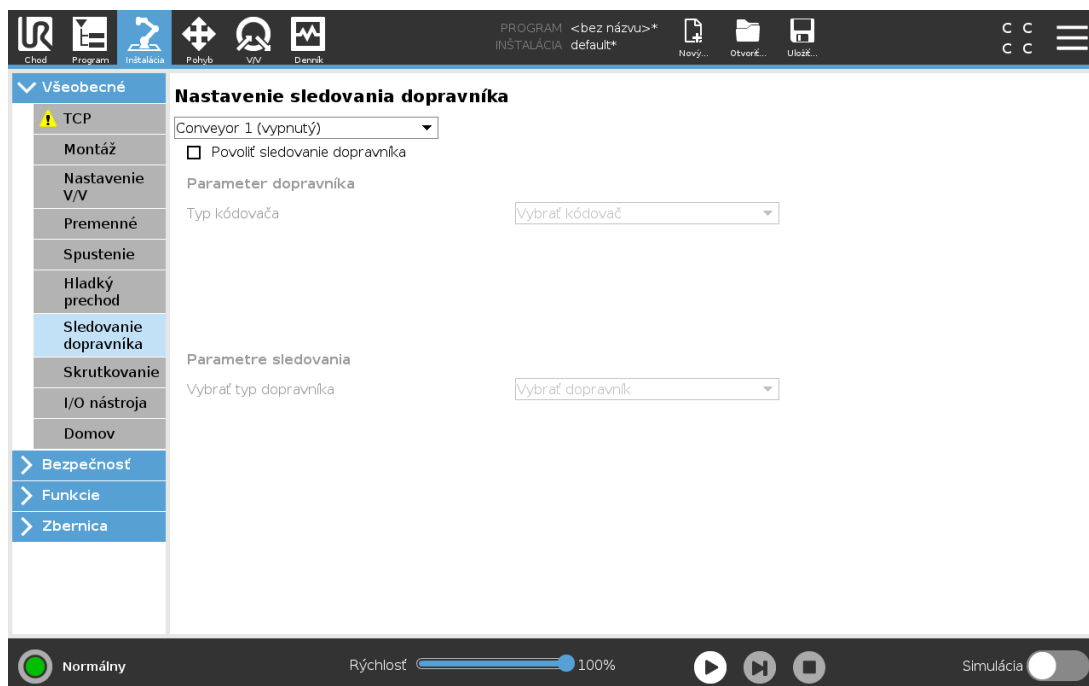 PROGRAM <bez názvu>*
INŠTALÁCIA default*
Chod
Program
Inštalácia
Pohyb
V/V
Denník
Nový...
Otvoriť...
Uložiť...
C C
C C
Všeobecné
TCP
Montáž
Nastavenie
V/V
Premenné
Spustenie
Hladký
prechod
Sledovanie
dopravníka
Skrutkovanie
I/O nástroja
Domov
Bezpečnosť
Funkcie
Zbernica
Nastavenie sledovania dopravníka
Conveyor 1 (vypnutý)
Povoliť sledovanie dopravníka
Parameter dopravníka
Typ kódovača
Vybrať kódovač
Parametre sledovania
Vybrať typ dopravníka
Vybrať dopravník
Normálny
Rýchlosť
100%
Simulácia